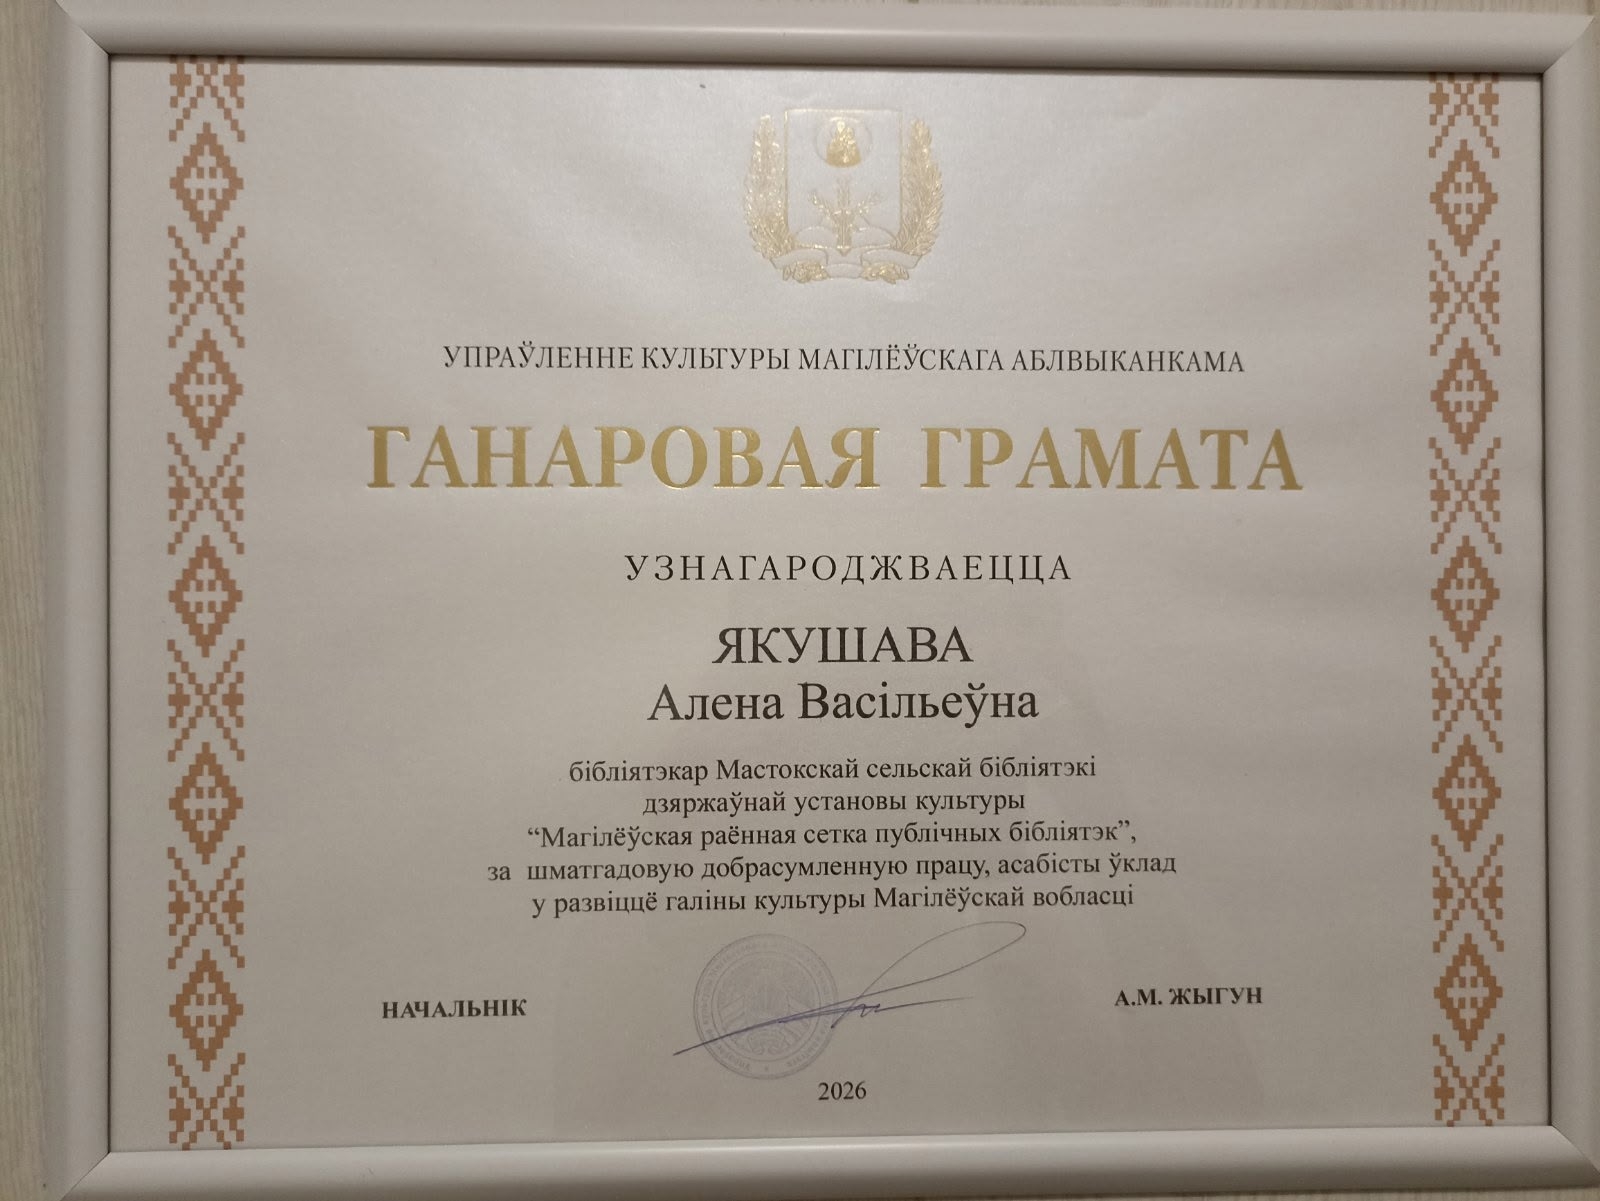 УПРАЎЛЕННЕ КУЛЬТУРЫ МАГІЛЁЎСКАГА АБЛВЫКАНКАМА
ГАНАРОВАЯ ГРАМАТА
УЗНАГАРОДЖВАЕЦЦА
ЯКУШАВА
Алена Васільеўна
бібліятэкар Мастокскай сельскай бібліятэкі
дзяржаўнай установы культуры
“Магілёўская раённая сетка публічных бібліятэк”,
за шматгадовую добрасумленную працу, асабісты ўклад
у развіццё галіны культуры Магілёўскай вобласці
НАЧАЛЬНІК
А.М. ЖЫГУН
2026